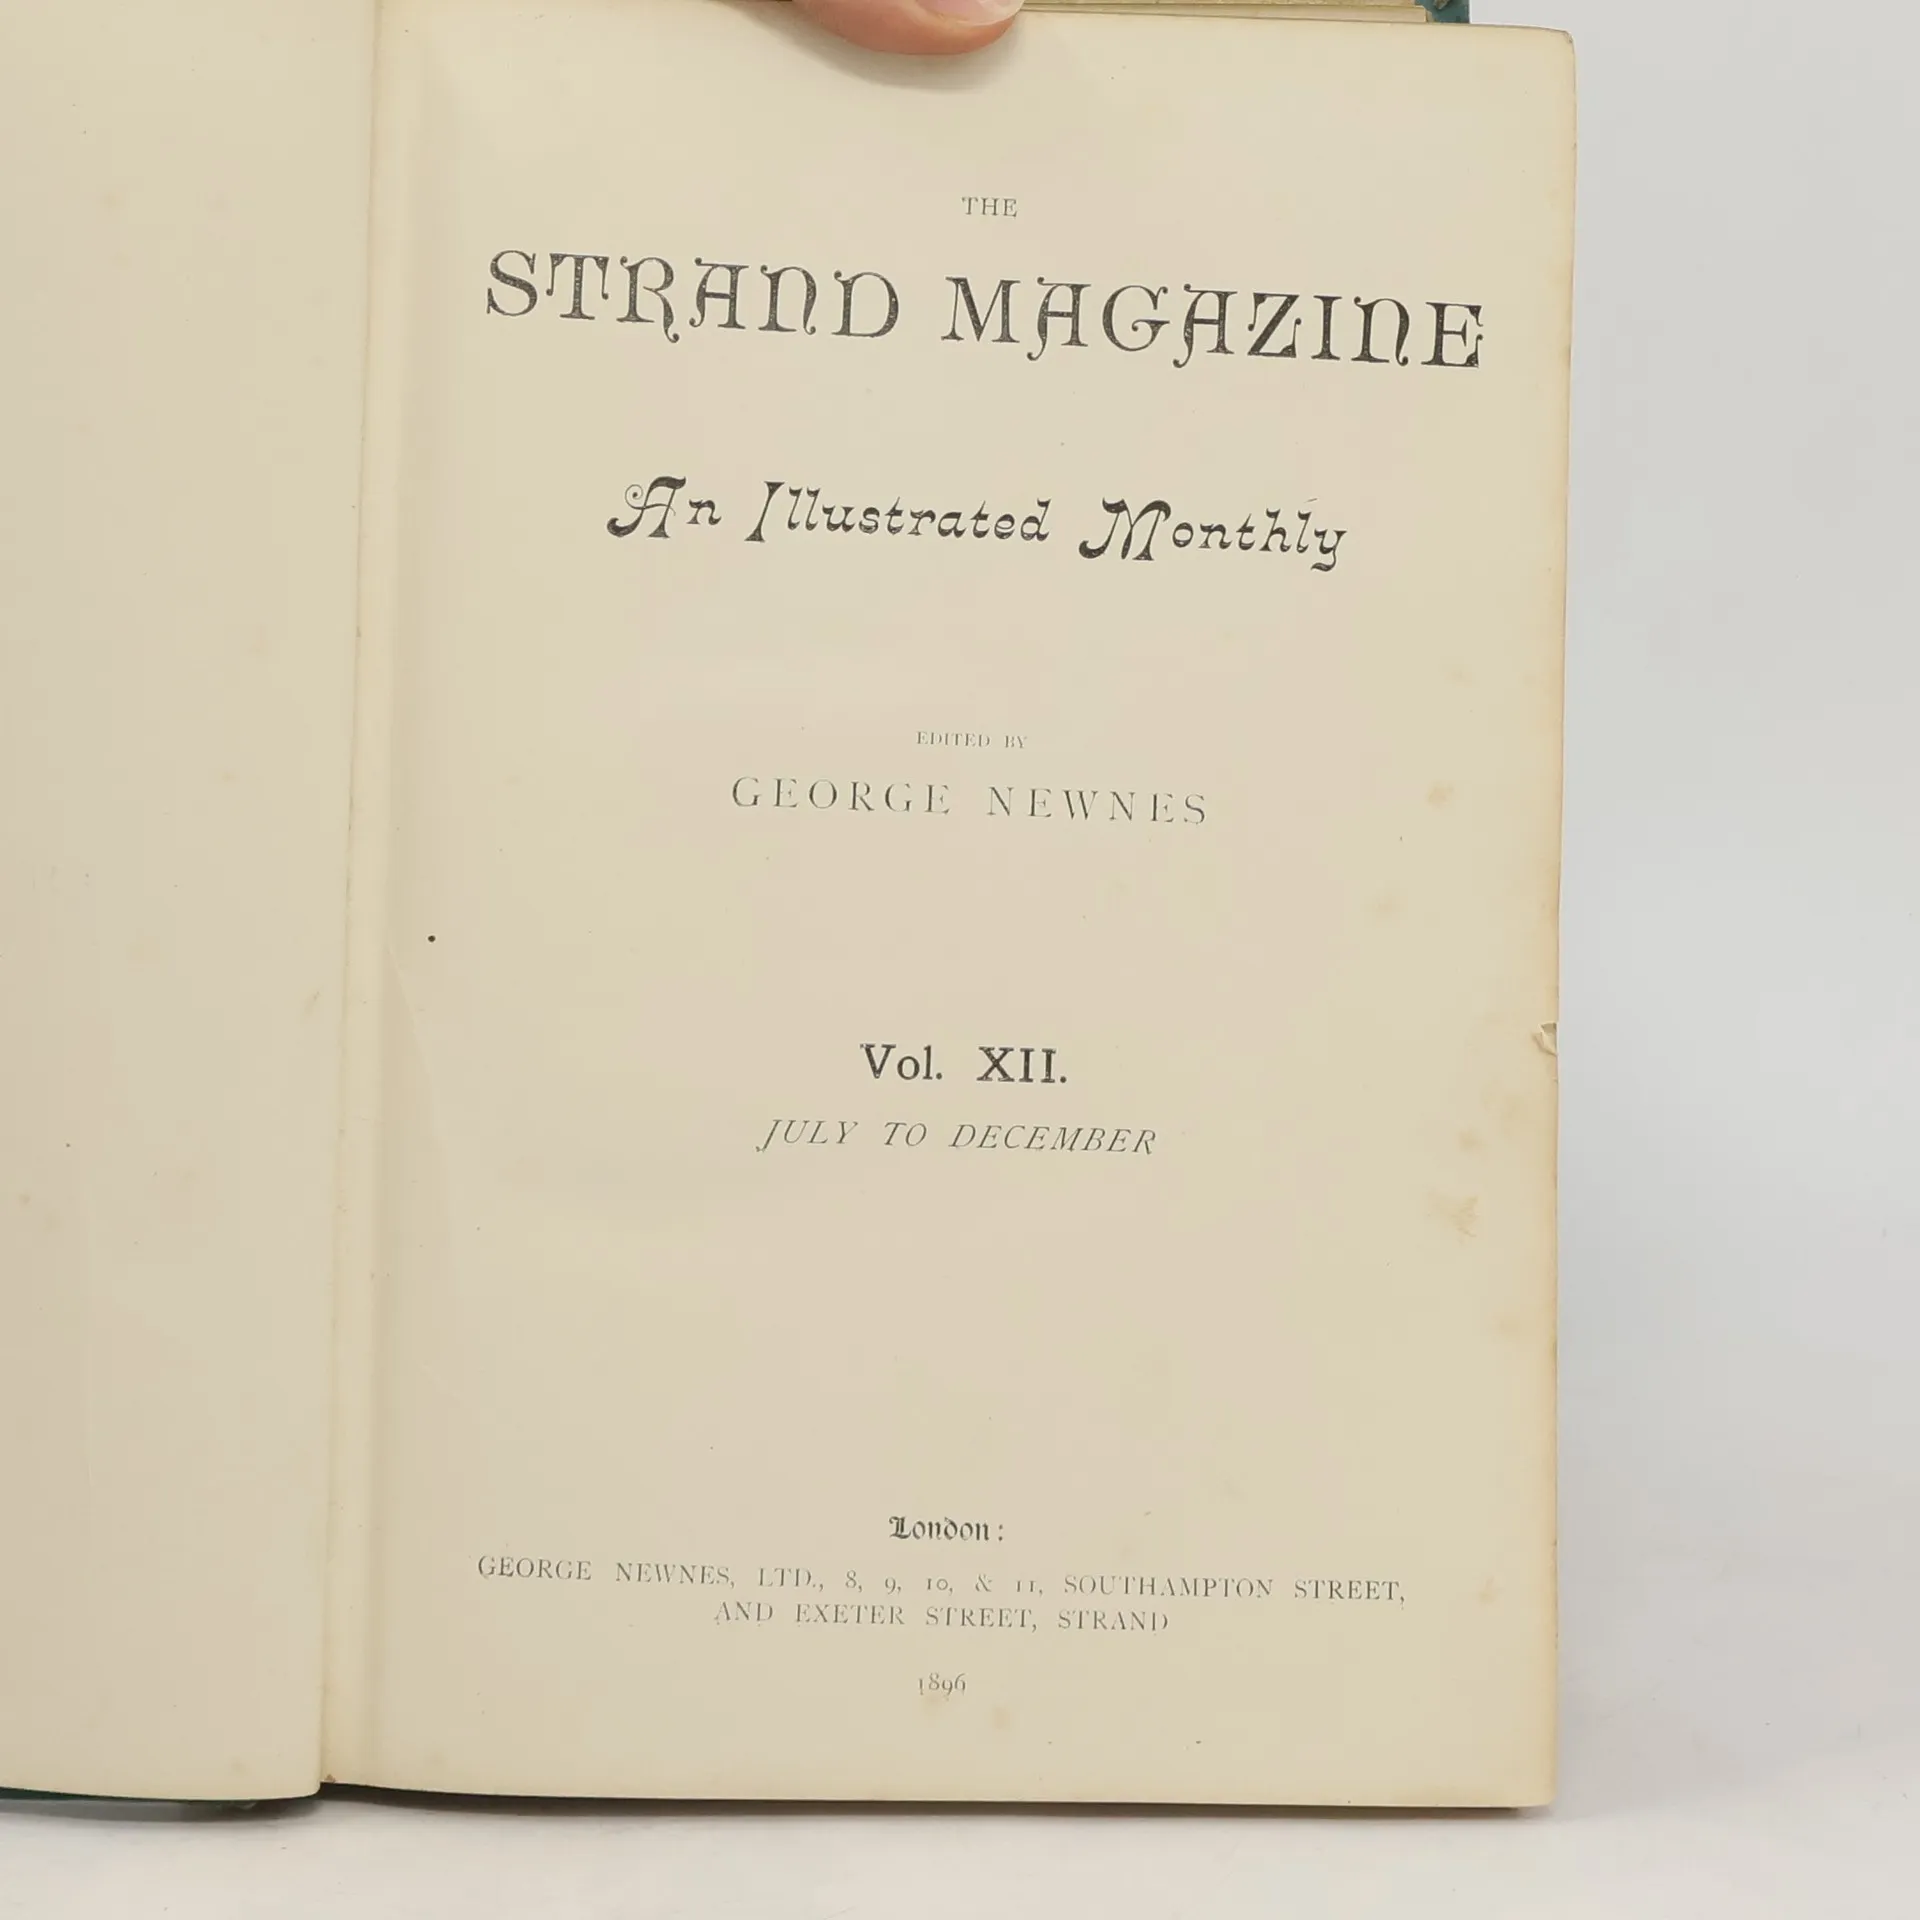 THE
STRAND MAGAZINE
An Illustrated Monthly
EDITED BY
GEORGE NEWNES
Vol. XII.
JULY TO DECEMBER
London:
GEORGE NEWNES, LTD., 8, 9, 10, & 11, SOUTHAMPTON STREET,
AND EXETER STREET, STRAND
1896